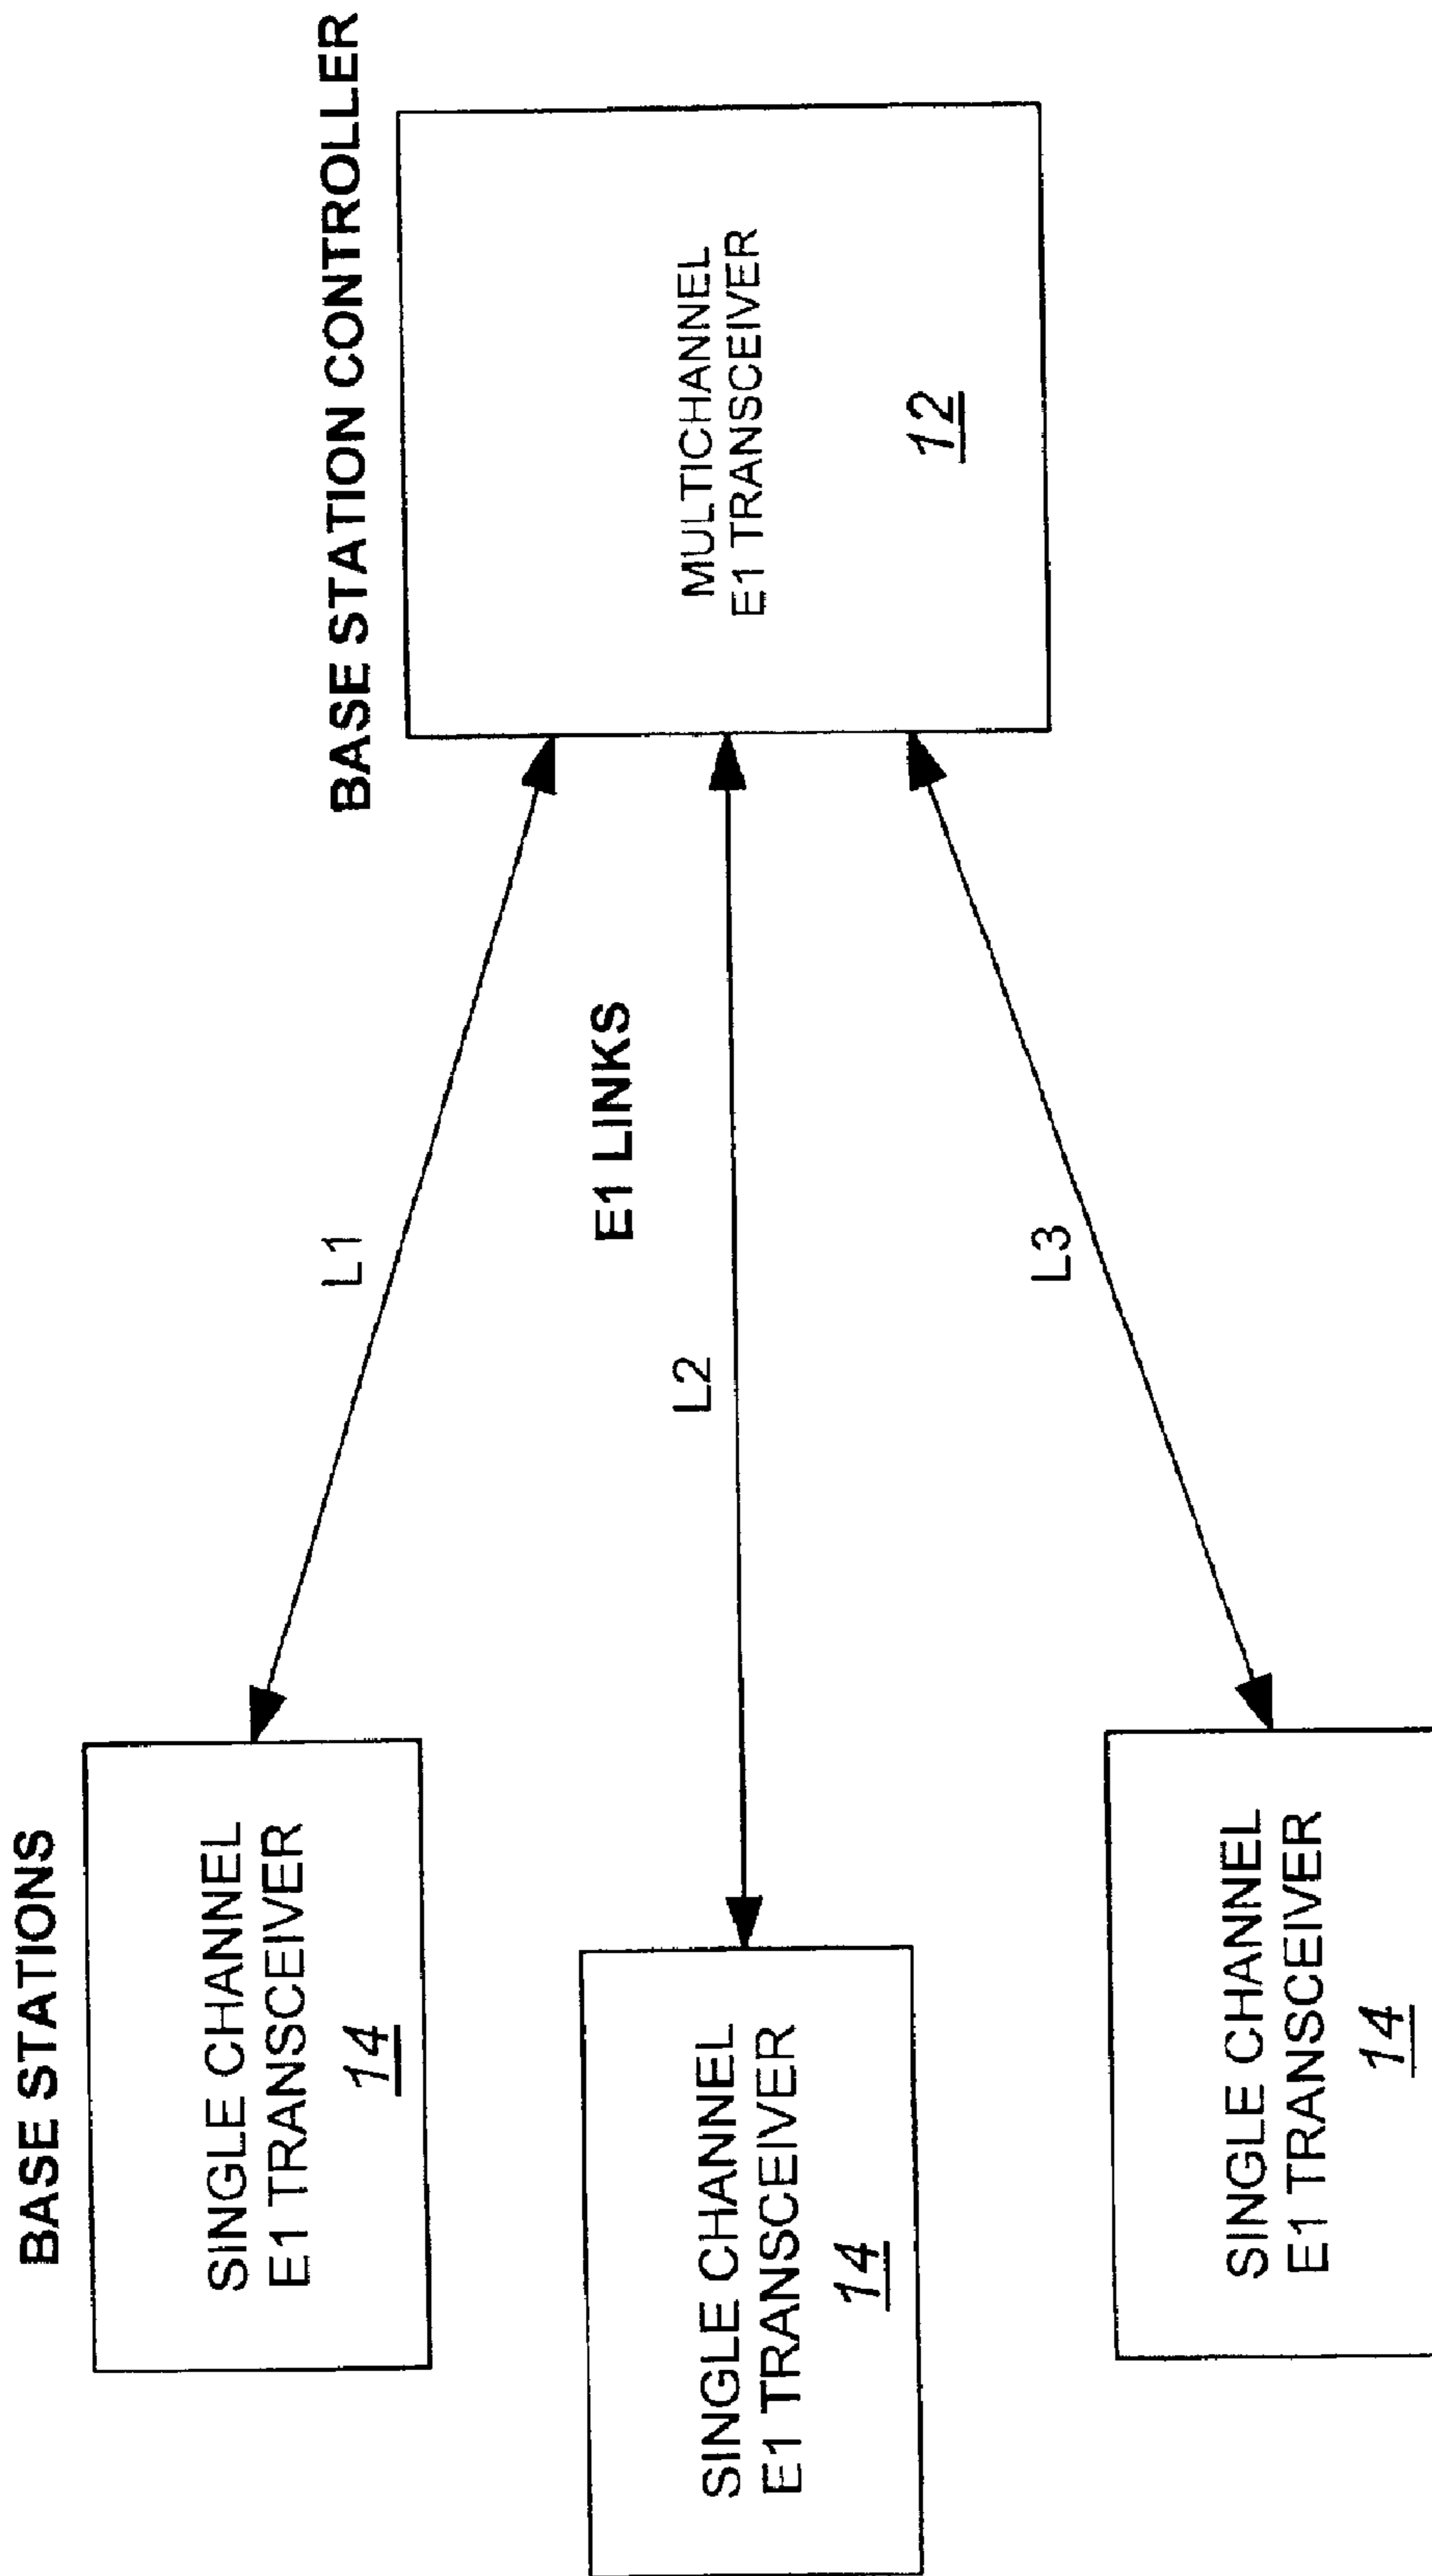 BASE STATIONS
SINGLE CHANNEL
E1 TRANSCEIVER
14
SINGLE CHANNEL
E1 TRANSCEIVER
14
SINGLE CHANNEL
E1 TRANSCEIVER
14
L1
E1 LINKS
L2
L3
BASE STATION CONTROLLER
MULTICHANNEL
E1 TRANSCEIVER
12